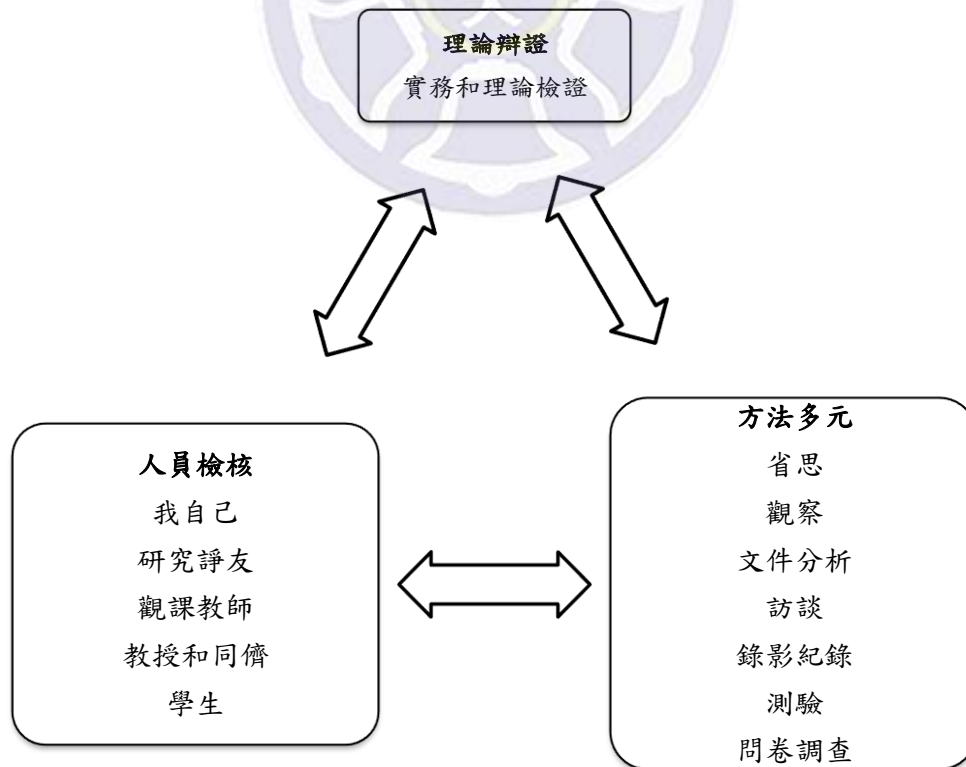 理論辯證
實務和理論檢證
人員檢核
我自己
研究諍友
觀課教師
教授和同儕
學生
方法多元
省思
觀察
文件分析
訪談
錄影紀錄
測驗
問卷調查